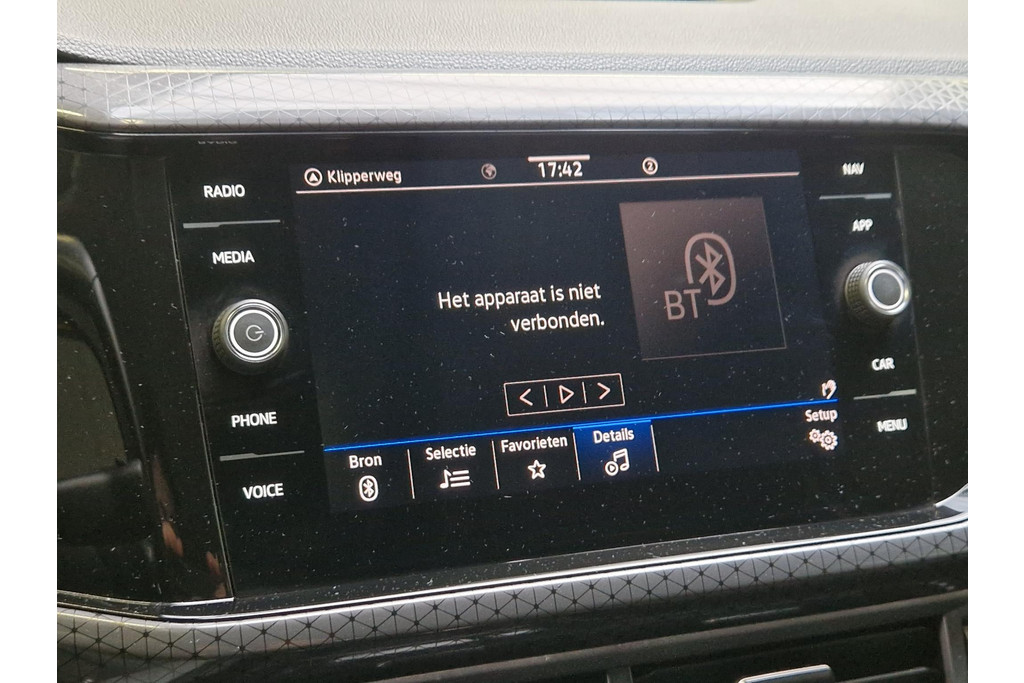 RADIO
MEDIA
PHONE
VOICE
Klipperweg
17:42
2
Het apparaat is niet
verbonden.
BT
Bron
Selectie
Favorieten
Details
Setup
NAV
APP
CAR
MENU